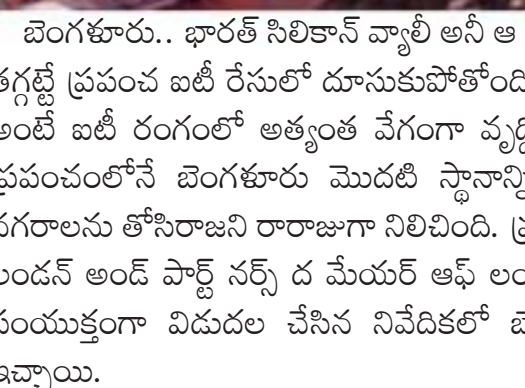 బెంగళూరు.. భారత్ సిలికాన్ వ్యాలీ అనీ ఆ
తగ్గట్టే ప్రపంచ ఐటీ రేసులో దూసుకుపోతోంది
అంటే ఐటీ రంగంలో అత్యంత వేగంగా వృద్ధి
ప్రపంచంలోనే బెంగళూరు మొదటి స్థానాన్ని
నగరాలను తోసిరాజని రారాజుగా నిలిచింది.
లండన్ అండ్ పార్ట్ నర్స్ ద మేయర్ ఆఫ్
సంయుక్తంగా విడుదల చేసిన నివేదికలో
ఇచ్చాయి.